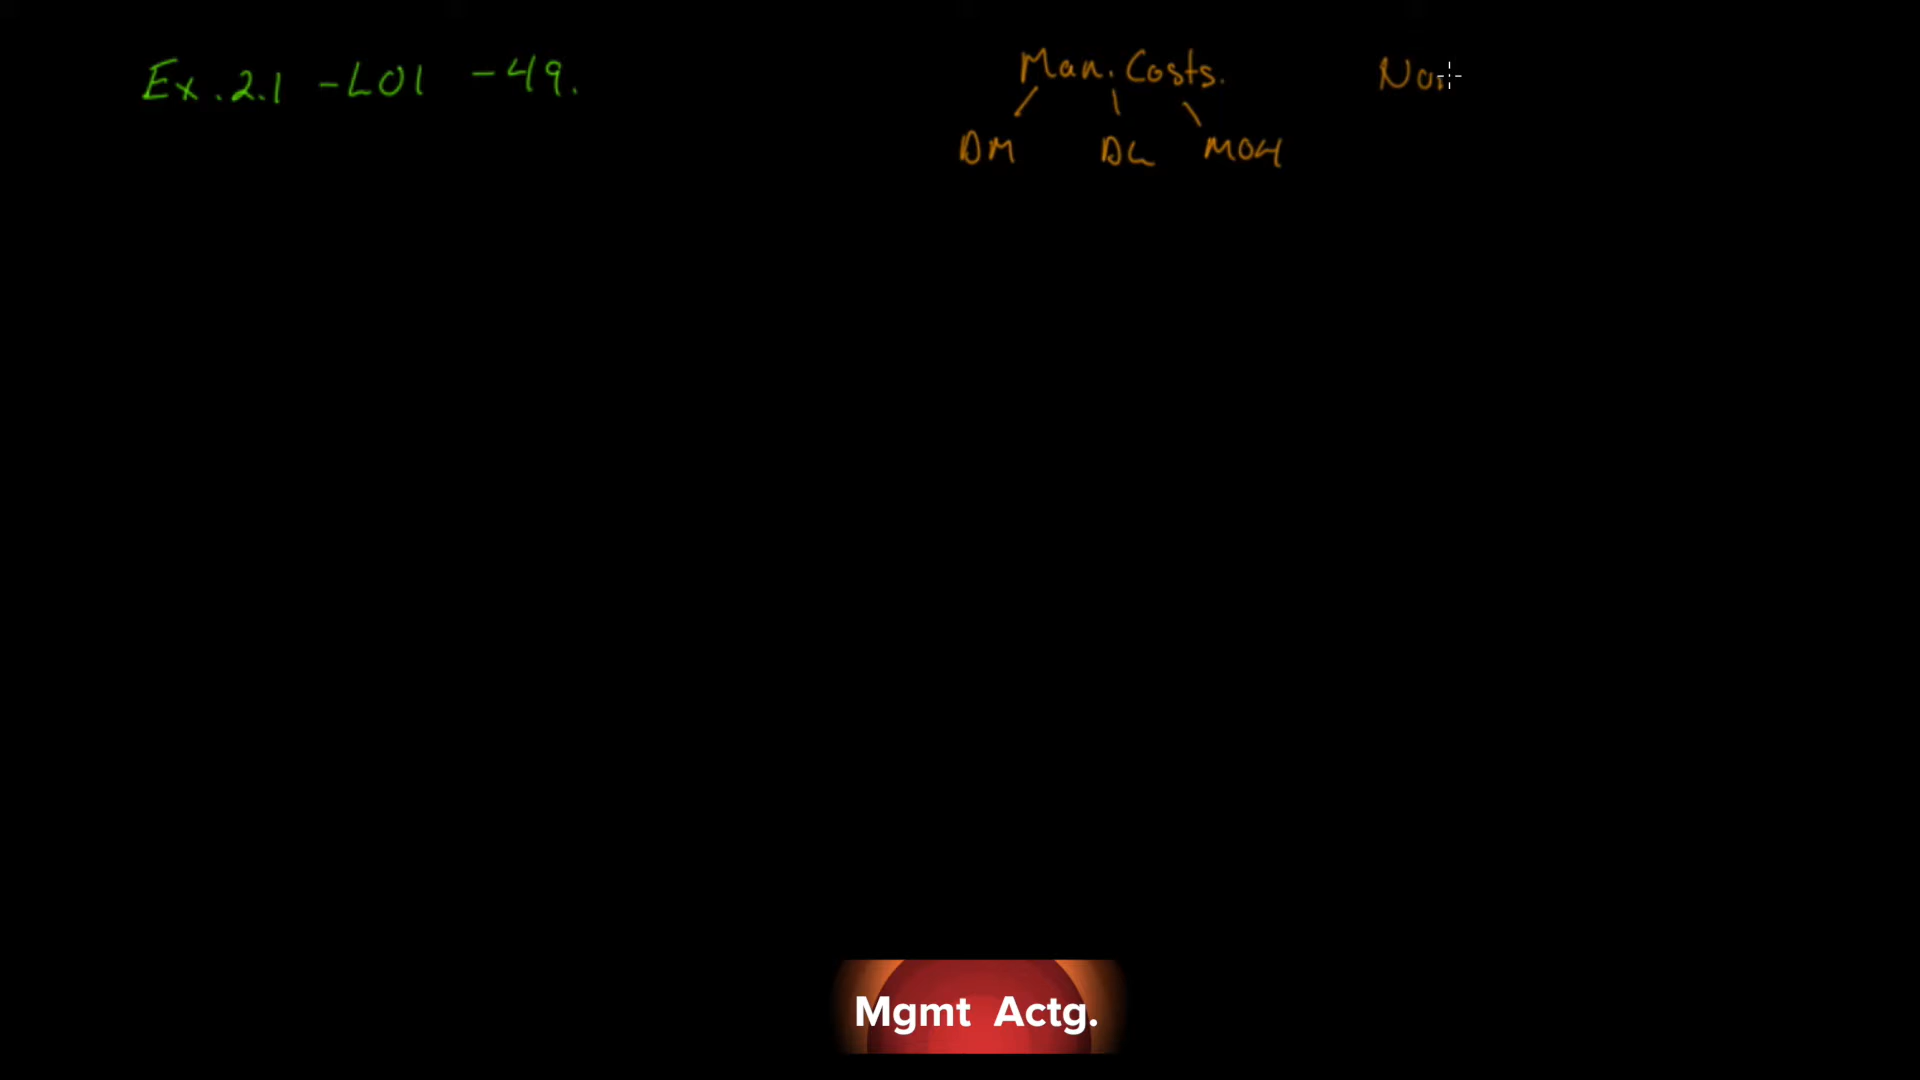 Ex. 2.1 - LO1 - 49.
Man. Costs.
DM DL MOH
Mgmt Actg.